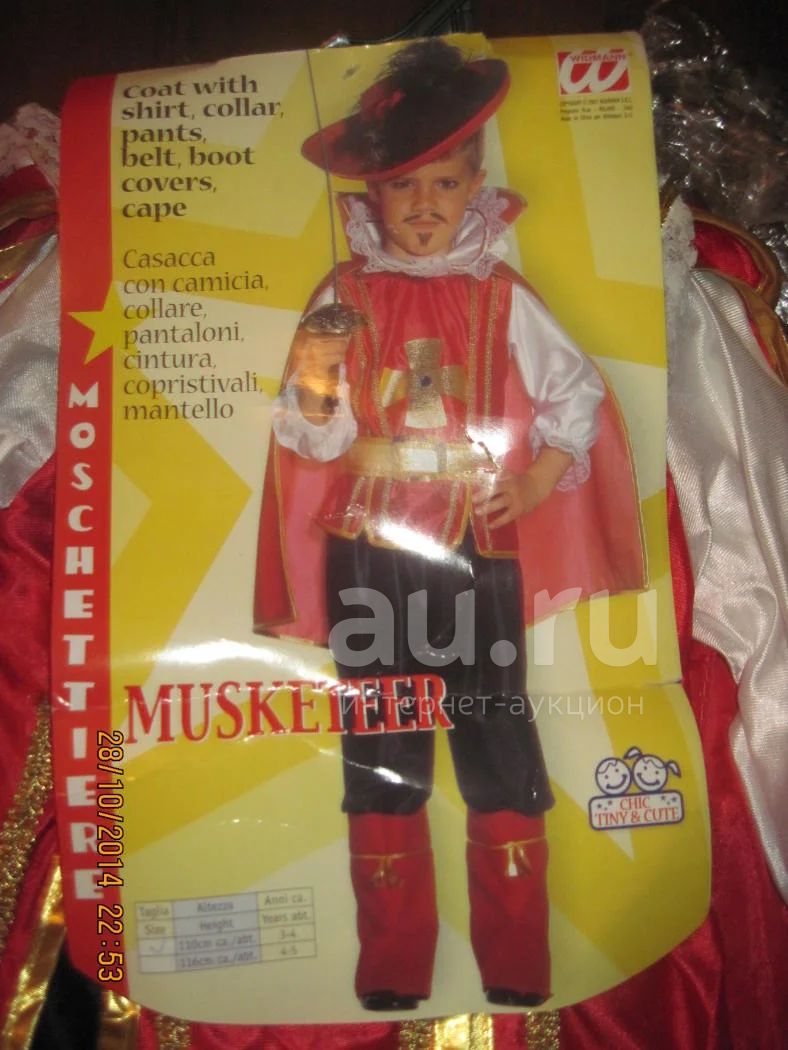 coat with
shirt, collar,
pants,
belt, boot
covers,
cape
Casacca
con camicia,
collare,
pantaloni,
cintura,
copristivali,
mantello
WIDMANN
MOSCHETTIERE
au.ru
интернет-аукцион
MUSKETEER
CHIC
TINY & CUTE
Taglia Altezza Anni ca.
Size Height Years abt.
110cm ca./abt. 3-4
116cm ca./abt. 4-5
28/10/2014 22:53